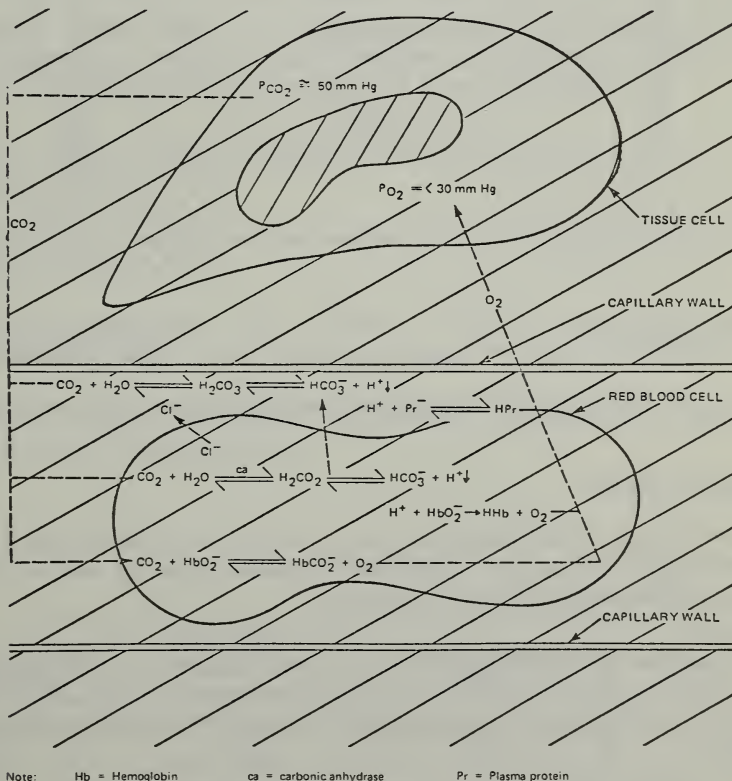 PCO2 ≅ 50 mm Hg
PO2 = < 30 mm Hg
TISSUE CELL
CO2
O2
CAPILLARY WALL
CO2 + H2O ⇌ H2CO3 ⇌ HCO3− + H+↓
H+ + Pr− ⇌ HPr
RED BLOOD CELL
Cl−
Cl−
CO2 + H2O ca ⇌ H2CO2 ⇌ HCO3− + H+↓
H+ + HbO2− → HHb + O2
CO2 + HbO2− ⇌ HbCO2− + O2
CAPILLARY WALL
Note: Hb = Hemoglobin ca = carbonic anhydrase Pr = Plasma protein